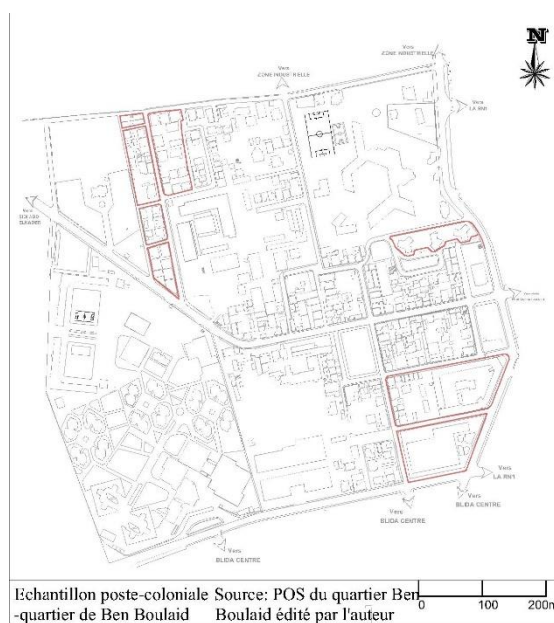 N
Vers
ZONE INDUSTRIELLE
Vers
ZONE INDUSTRIELLE
Vers
LA RN1
Vers
Vers
Vers
LA RN1
Vers
BLIDA CENTRE
Vers
BLIDA CENTRE
Vers
BLIDA CENTRE
Echantillon poste-coloniale Source: POS du quartier Ben
-quartier de Ben Boulaid Boulaid édité par l'auteur
0 100 200m